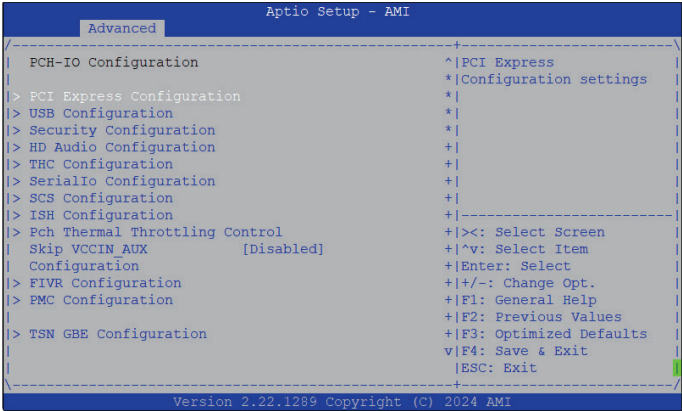 Aptio Setup - AMI
Advanced
/----------------------------------------------------+-------------------------\
| PCH-IO Configuration ^|PCI Express |
| *|Configuration settings |
|> PCI Express Configuration *| |
|> USB Configuration *| |
|> Security Configuration *| |
|> HD Audio Configuration +| |
|> THC Configuration +| |
|> SerialIo Configuration +| |
|> SCS Configuration +| |
|> ISH Configuration +|-------------------------|
|> Pch Thermal Throttling Control +|><: Select Screen |
| Skip VCCIN_AUX [Disabled] +|^v: Select Item |
| Configuration +|Enter: Select |
|> FIVR Configuration +|+/-: Change Opt. |
|> PMC Configuration +|F1: General Help |
| +|F2: Previous Values |
|> TSN GBE Configuration +|F3: Optimized Defaults |
| v|F4: Save & Exit |
| |ESC: Exit |
\----------------------------------------------------+-------------------------/
Version 2.22.1289 Copyright (C) 2024 AMI